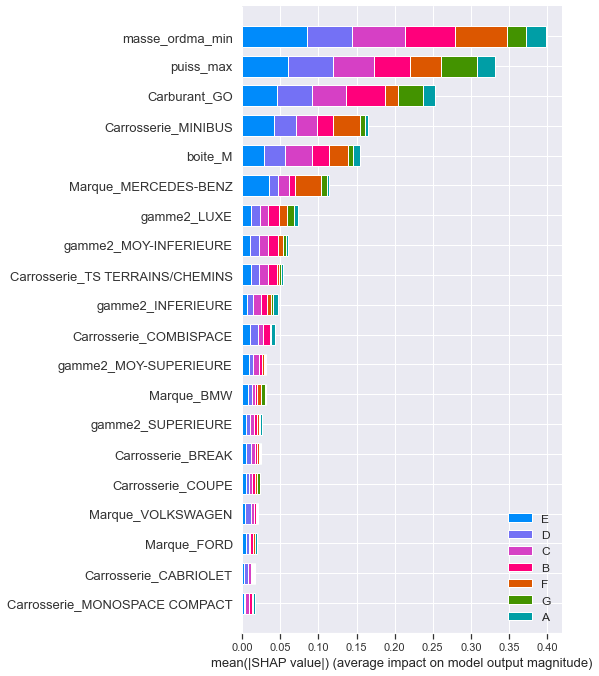 masse_ordma_min
puiss_max
Carburant_GO
Carrosserie_MINIBUS
boite_M
Marque_MERCEDES-BENZ
gamme2_LUXE
gamme2_MOY-INFERIEURE
Carrosserie_TS TERRAINS/CHEMINS
gamme2_INFERIEURE
Carrosserie_COMBISPACE
gamme2_MOY-SUPERIEURE
Marque_BMW
gamme2_SUPERIEURE
Carrosserie_BREAK
Carrosserie_COUPE
Marque_VOLKSWAGEN
Marque_FORD
Carrosserie_CABRIOLET
Carrosserie_MONOSPACE COMPACT
E
D
C
B
F
G
A
0.00 0.05 0.10 0.15 0.20 0.25 0.30 0.35 0.40
mean(|SHAP value|) (average impact on model output magnitude)